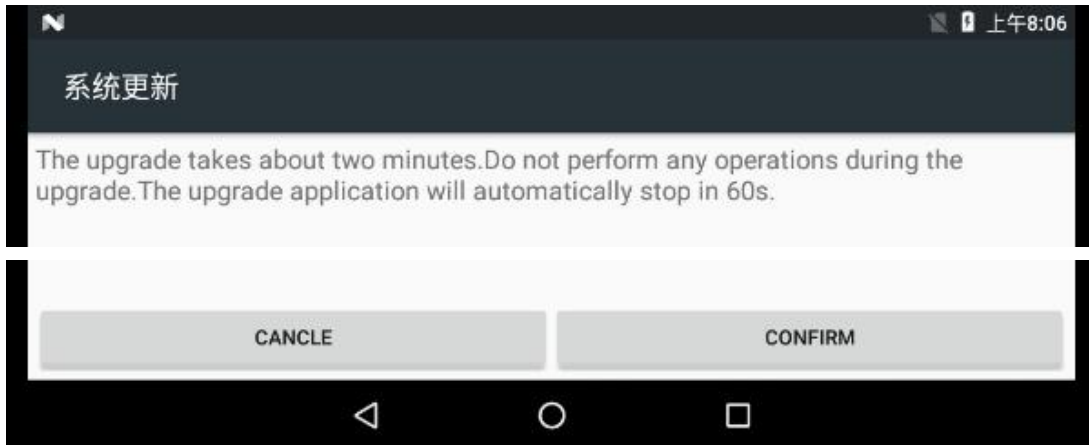 上午8:06
系统更新
The upgrade takes about two minutes.Do not perform any operations during the
upgrade.The upgrade application will automatically stop in 60s.
CANCLE CONFIRM